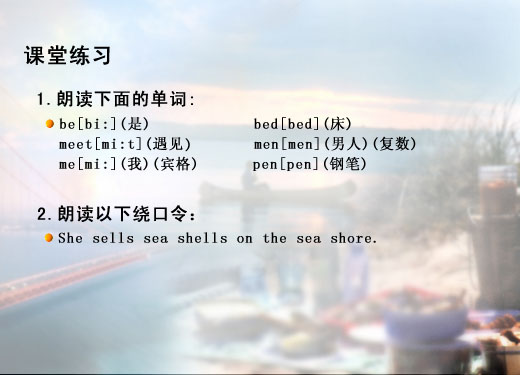 课堂练习
1.朗读下面的单词:
be[bi:](是) bed[bed](床)
meet[mi:t](遇见) men[men](男人)(复数)
me[mi:](我)(宾格) pen[pen](钢笔)
2.朗读以下绕口令：
She sells sea shells on the sea shore.